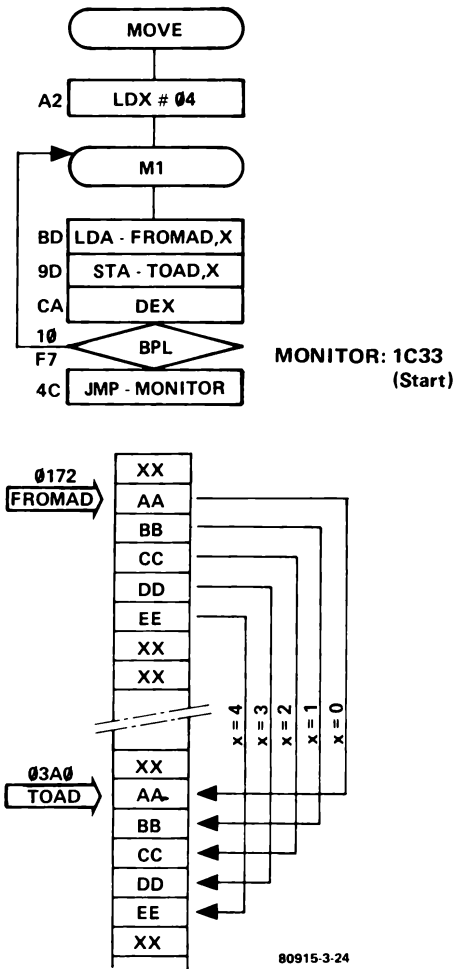 MOVE
A2 LDX # Ø4
M1
BD LDA - FROMAD,X
9D STA - TOAD,X
CA DEX
1Ø
F7 BPL
4C JMP - MONITOR
MONITOR: 1C33
(Start)
XX
Ø172
FROMAD AA
BB
CC
DD
EE
XX
XX
x = 4
x = 3
x = 2
x = 1
x = 0
XX
Ø3AØ
TOAD AA
BB
CC
DD
EE
XX
80915-3-24